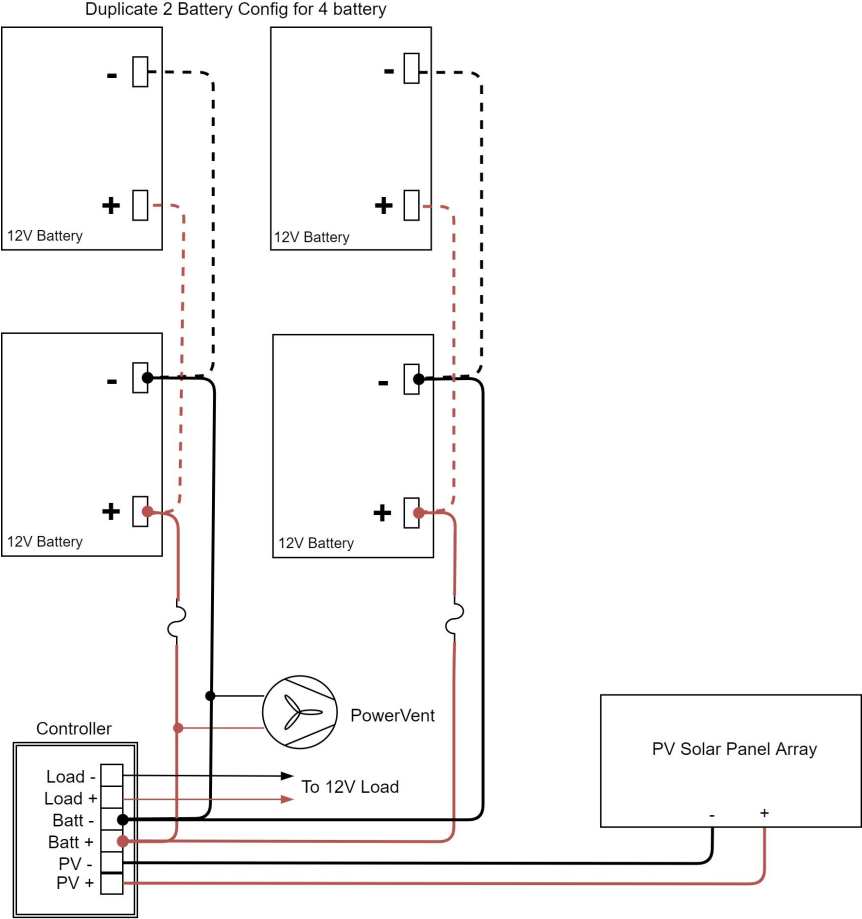 Duplicate 2 Battery Config for 4 battery
-
-
+
+
12V Battery
12V Battery
-
-
+
+
12V Battery
12V Battery
PowerVent
Controller
PV Solar Panel Array
Load -
To 12V Load
Load +
- +
Batt -
Batt +
PV -
PV +